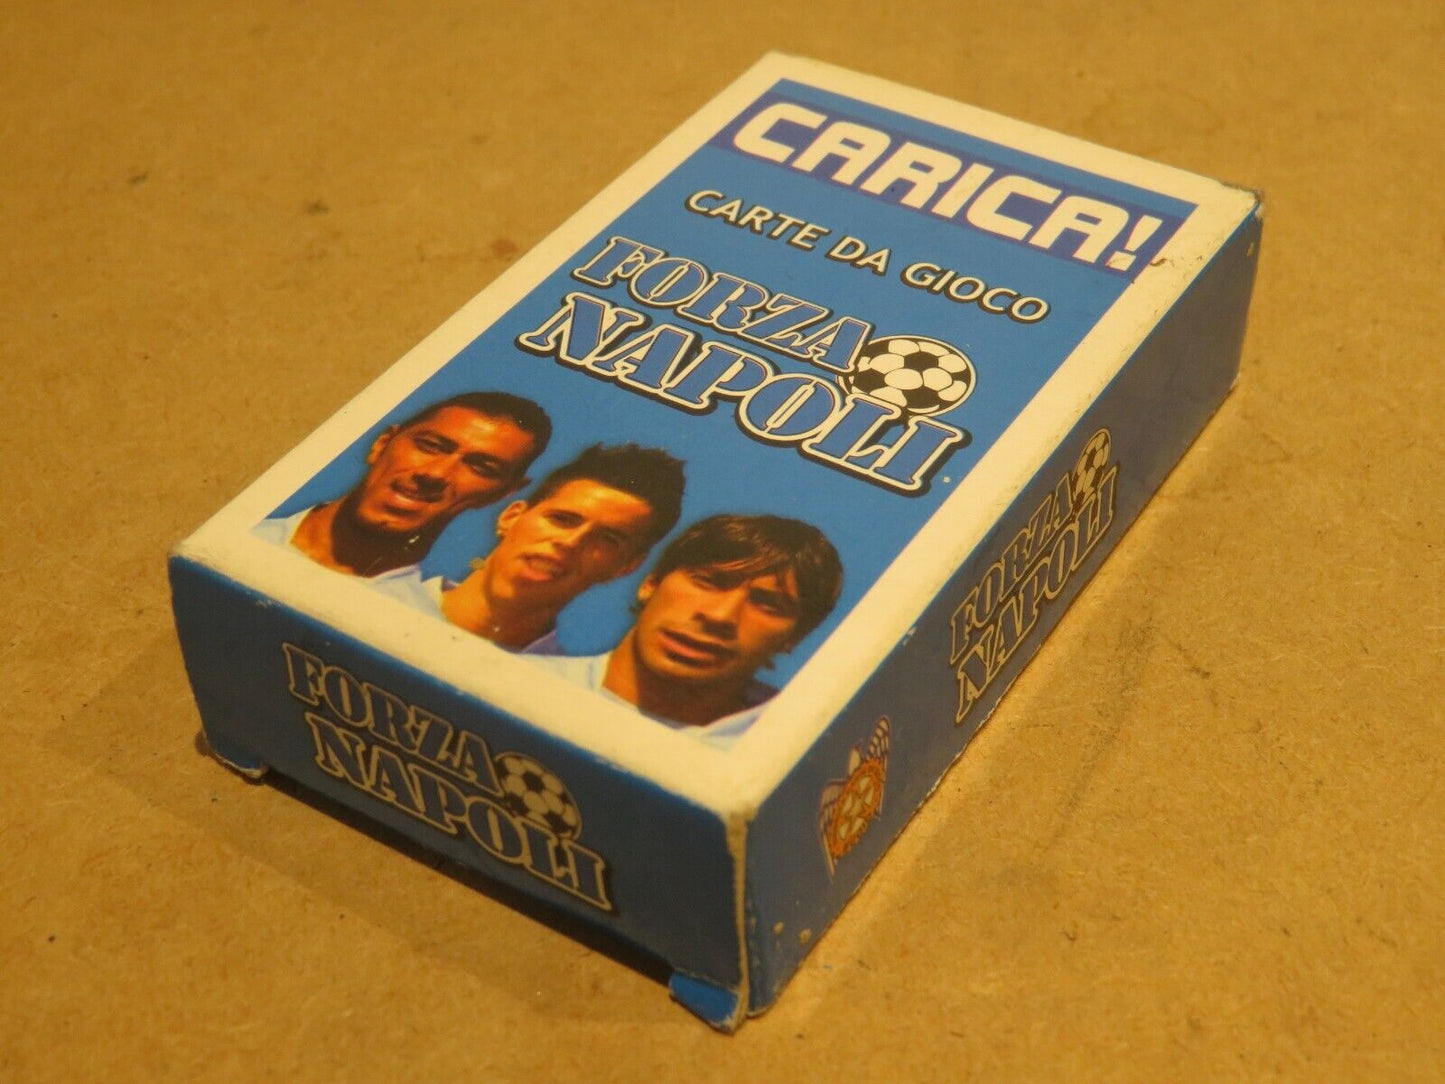 CARICA!
CARTE DA GIOCO
FORZA
NAPOLI
FORZA
NAPOLI
FORZA
NAPOLI